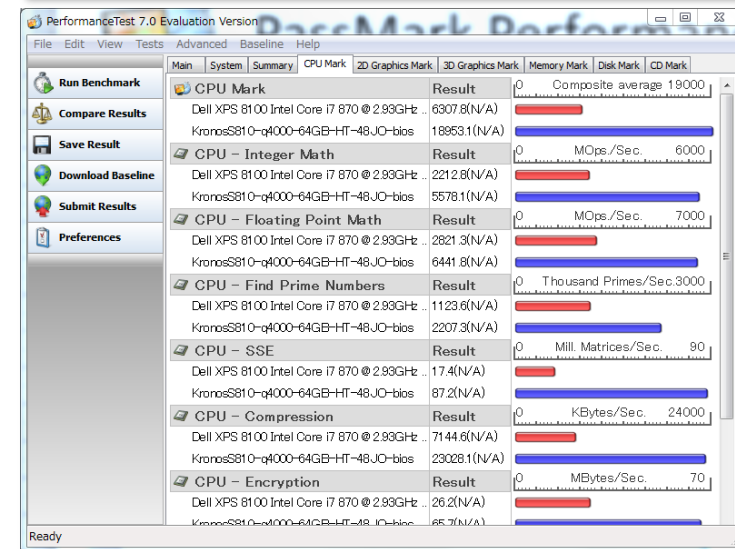 PerformanceTest 7.0 Evaluation Version
PassMark Performan
File Edit View Tests Advanced Baseline Help
Main System Summary CPU Mark 2D Graphics Mark 3D Graphics Mark Memory Mark Disk Mark CD Mark
Run Benchmark
Compare Results
Save Result
Download Baseline
Submit Results
Preferences
CPU Mark Result 0 Composite average 19000
Dell XPS 8100 Intel Core i7 870 @ 2.93GHz .. 6307.8(N/A)
KronosS810-q4000-64GB-HT-48JO-bios 18953.1(N/A)
CPU - Integer Math Result 0 MOps./Sec. 6000
Dell XPS 8100 Intel Core i7 870 @ 2.93GHz .. 2212.8(N/A)
KronosS810-q4000-64GB-HT-48JO-bios 5578.1(N/A)
CPU - Floating Point Math Result 0 MOps./Sec. 7000
Dell XPS 8100 Intel Core i7 870 @ 2.93GHz .. 2821.3(N/A)
KronosS810-q4000-64GB-HT-48JO-bios 6441.8(N/A)
CPU - Find Prime Numbers Result 0 Thousand Primes/Sec. 3000
Dell XPS 8100 Intel Core i7 870 @ 2.93GHz .. 1123.6(N/A)
KronosS810-q4000-64GB-HT-48JO-bios 2207.3(N/A)
CPU - SSE Result 0 Mill. Matrices/Sec. 90
Dell XPS 8100 Intel Core i7 870 @ 2.93GHz .. 17.4(N/A)
KronosS810-q4000-64GB-HT-48JO-bios 87.2(N/A)
CPU - Compression Result 0 KBytes/Sec. 24000
Dell XPS 8100 Intel Core i7 870 @ 2.93GHz .. 7144.6(N/A)
KronosS810-q4000-64GB-HT-48JO-bios 23028.1(N/A)
CPU - Encryption Result 0 MBytes/Sec. 70
Dell XPS 8100 Intel Core i7 870 @ 2.93GHz .. 26.2(N/A)
KronosS810-q4000-64GB-HT-48JO-bios 65.7(N/A)
Ready